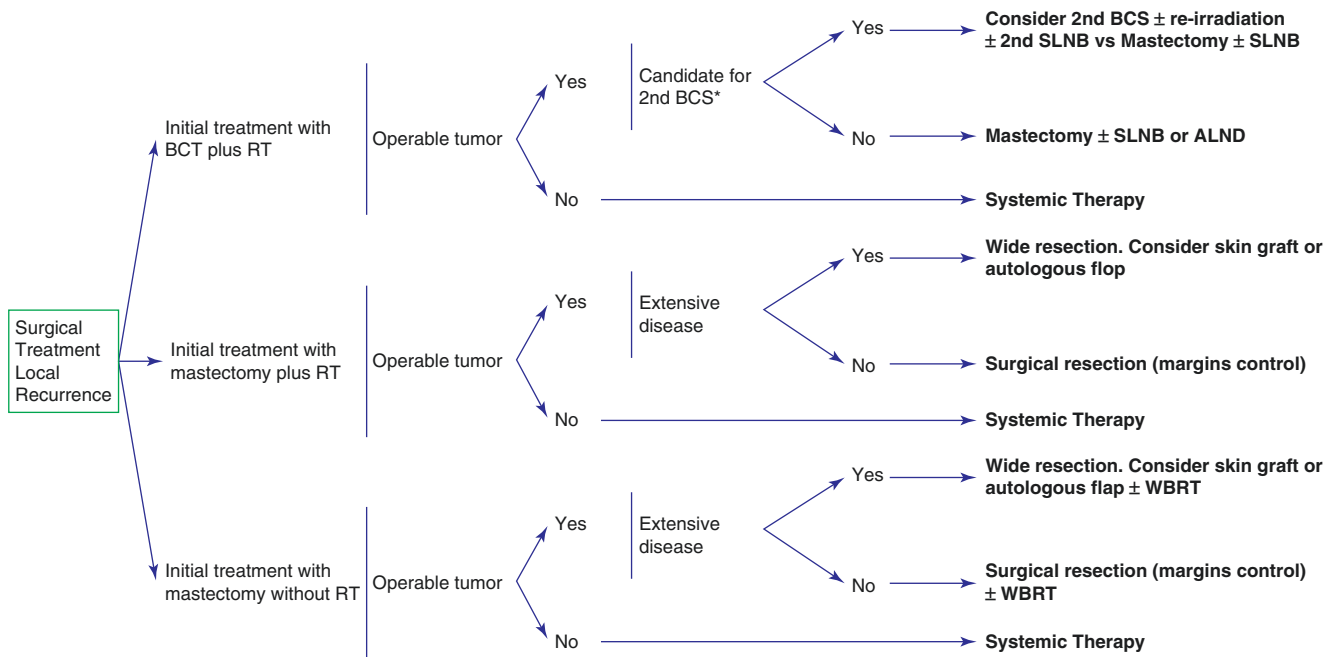 Surgical
Treatment
Local
Recurrence
Initial treatment with
BCT plus RT
Operable tumor
Yes
Candidate for
2nd BCS*
Yes
Consider 2nd BCS ± re-irradiation
± 2nd SLNB vs Mastectomy ± SLNB
No
Mastectomy ± SLNB or ALND
No
Systemic Therapy
Initial treatment with
mastectomy plus RT
Operable tumor
Yes
Extensive
disease
Yes
Wide resection. Consider skin graft or
autologous flop
No
Surgical resection (margins control)
No
Systemic Therapy
Initial treatment with
mastectomy without RT
Operable tumor
Yes
Extensive
disease
Yes
Wide resection. Consider skin graft or
autologous flap ± WBRT
No
Surgical resection (margins control)
± WBRT
No
Systemic Therapy